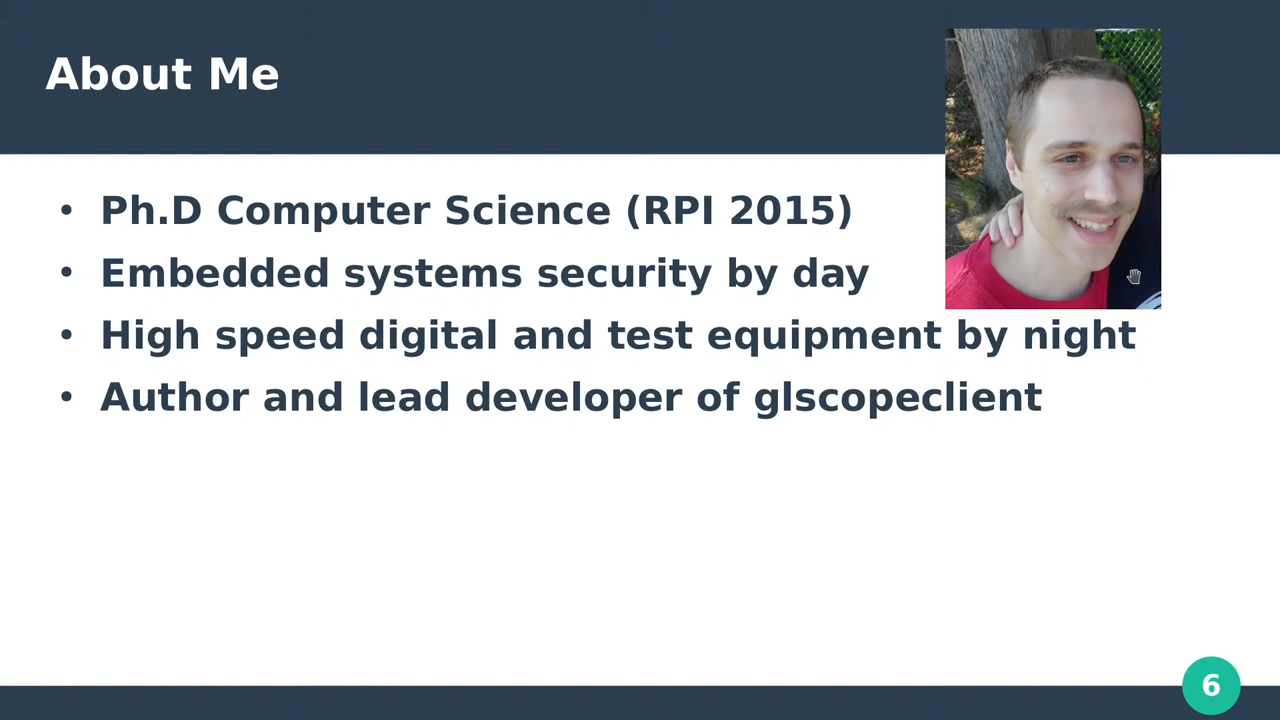 About Me
Ph.D Computer Science (RPI 2015)
Embedded systems security by day
High speed digital and test equipment by night
Author and lead developer of glscopeclient
6